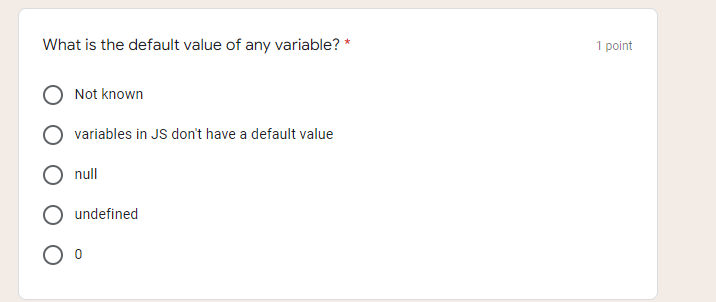 What is the default value of any variable? *
1 point
Not known
variables in JS don't have a default value
null
undefined
0